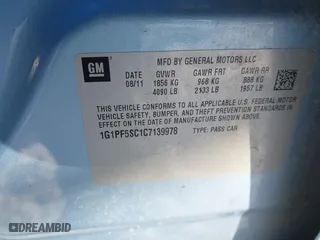 GM
MFD BY GENERAL MOTORS LLC
DATE GVWR GAWR FRT GAWR RR
08/11 1856 KG 968 KG 888 KG
4090 LB 2133 LB 1957 LB
THIS VEHICLE CONFORMS TO ALL APPLICABLE U.S. FEDERAL MOTOR
VEHICLE SAFETY, BUMPER, AND THEFT PREVENTION STANDARDS
IN EFFECT ON THE DATE OF MANUFACTURE SHOWN ABOVE.
1G1PF5SC1C7139978 TYPE: PASS CAR
DREAMBID